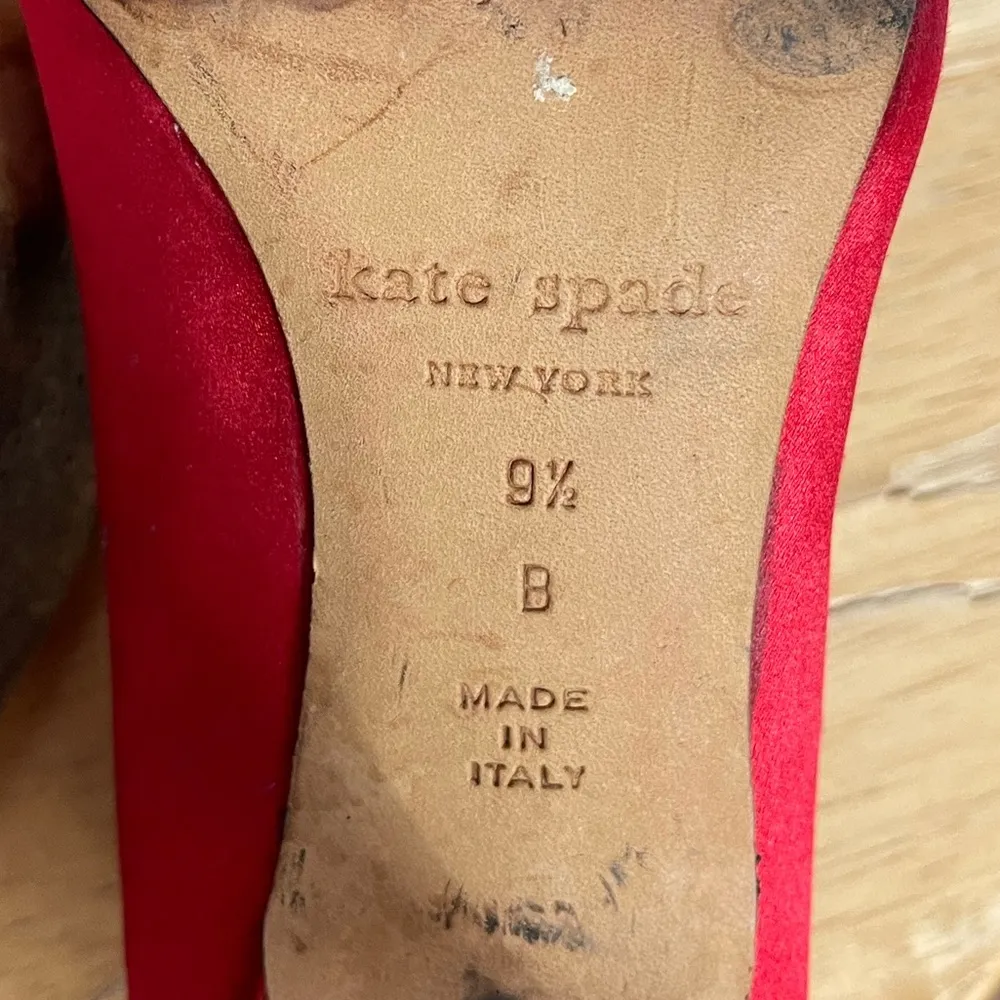 kate spade
NEW YORK
9½
B
MADE
IN
ITALY